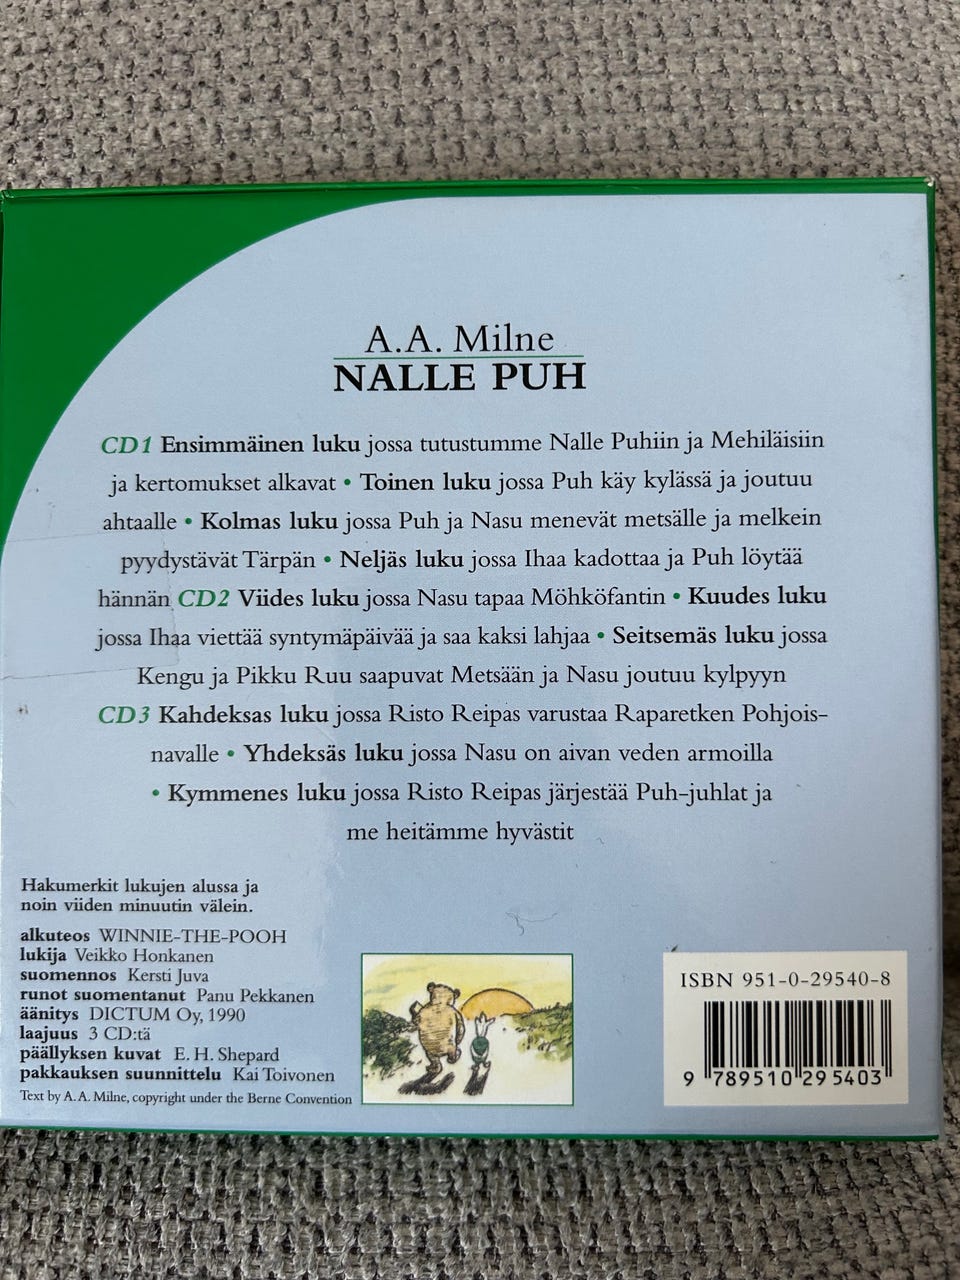 A.A. Milne
NALLE PUH
CD1 Ensimmäinen luku jossa tutustumme Nalle Puhiin ja Mehiläisiin
ja kertomukset alkavat • Toinen luku jossa Puh käy kylässä ja joutuu
ahtaalle • Kolmas luku jossa Puh ja Nasu menevät metsälle ja melkein
pyydystävät Tärpän • Neljäs luku jossa Ihaa kadottaa ja Puh löytää
hännän CD2 Viides luku jossa Nasu tapaa Möhköfantin • Kuudes luku
jossa Ihaa viettää syntymäpäivää ja saa kaksi lahjaa • Seitsemäs luku jossa
Kengu ja Pikku Ruu saapuvat Metsään ja Nasu joutuu kylpyyn
CD3 Kahdeksas luku jossa Risto Reipas varustaa Raparetken Pohjois-
navalle • Yhdeksäs luku jossa Nasu on aivan veden armoilla
• Kymmenes luku jossa Risto Reipas järjestää Puh-juhlat ja
me heitämme hyvästit
Hakumerkit lukujen alussa ja
noin viiden minuutin välein.
alkuteos WINNIE-THE-POOH
lukija Veikko Honkanen
suomennos Kersti Juva
runot suomentanut Panu Pekkanen
äänitys DICTUM Oy, 1990
laajuus 3 CD:tä
päällyksen kuvat E. H. Shepard
pakkauksen suunnittelu Kai Toivonen
Text by A. A. Milne, copyright under the Berne Convention
ISBN 951-0-29540-8
9 789510 295403